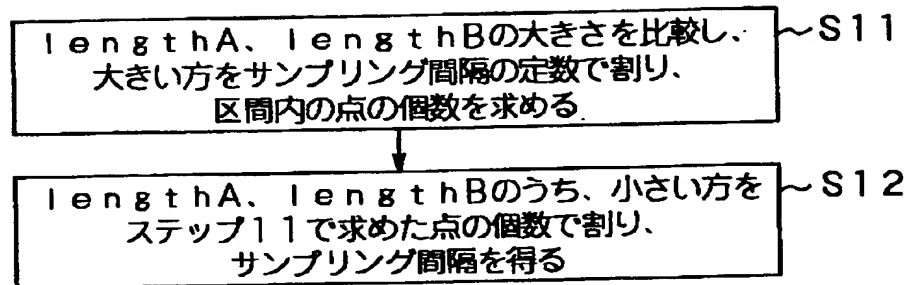 lengthA、lengthBの大きさを比較し、
大きい方をサンプリング間隔の定数で割り、
区間内の点の個数を求める
S11
lengthA、lengthBのうち、小さい方を
ステップ11で求めた点の個数で割り、
サンプリング間隔を得る
S12